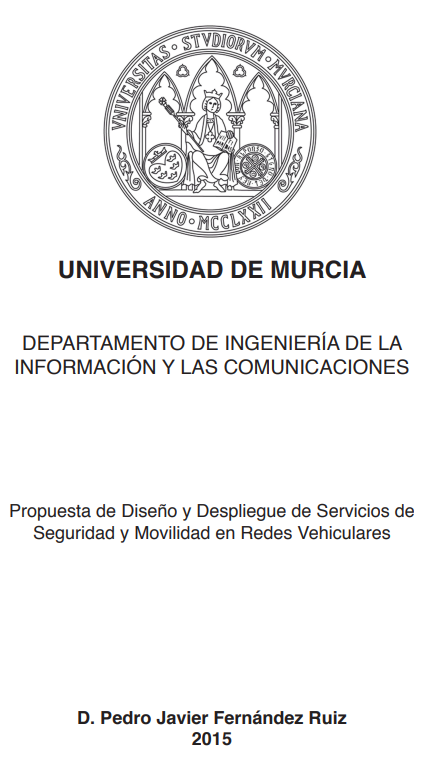 VNIVERSITAS · STVDIORVM · MVRCIANA
ANNO · MCCLXXII
UNIVERSIDAD DE MURCIA
DEPARTAMENTO DE INGENIERÍA DE LA
INFORMACIÓN Y LAS COMUNICACIONES
Propuesta de Diseño y Despliegue de Servicios de
Seguridad y Movilidad en Redes Vehiculares
D. Pedro Javier Fernández Ruiz
2015